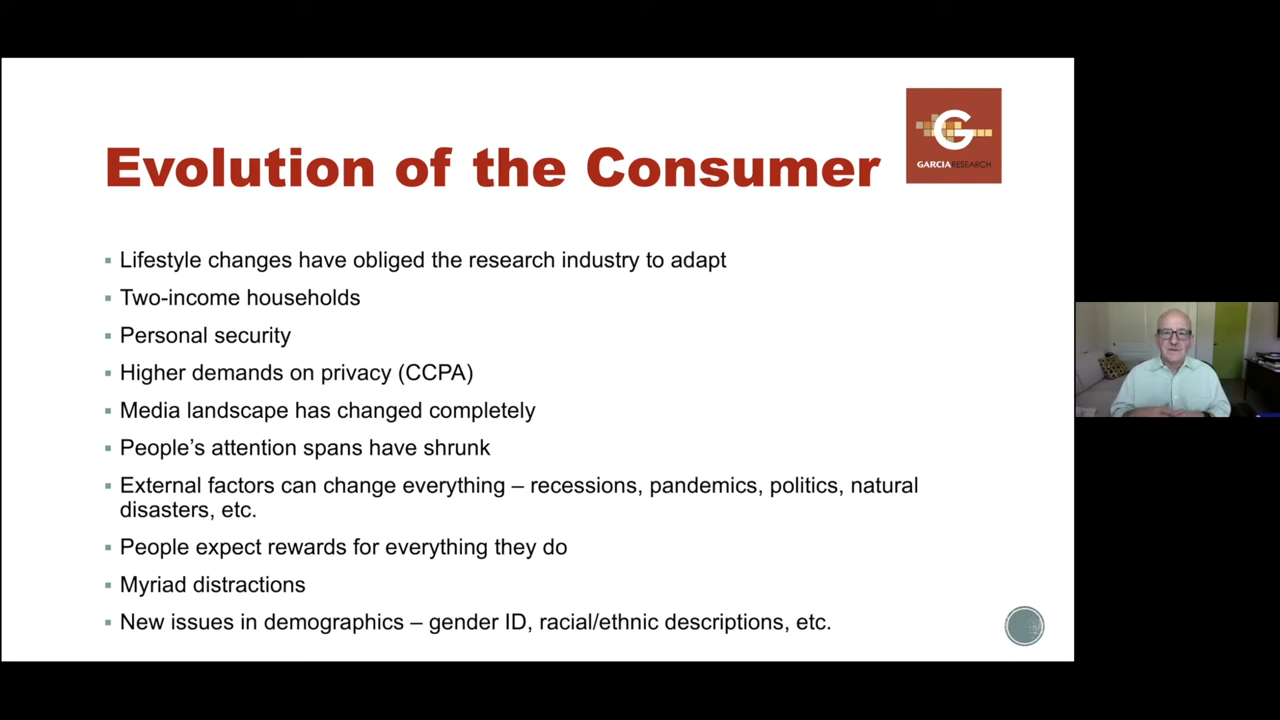 Evolution of the Consumer
G
GARCIARESEARCH
Lifestyle changes have obliged the research industry to adapt
Two-income households
Personal security
Higher demands on privacy (CCPA)
Media landscape has changed completely
People’s attention spans have shrunk
External factors can change everything – recessions, pandemics, politics, natural
disasters, etc.
People expect rewards for everything they do
Myriad distractions
New issues in demographics – gender ID, racial/ethnic descriptions, etc.